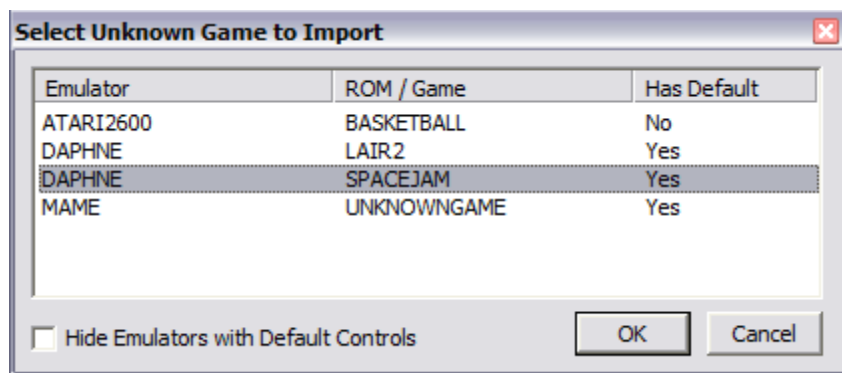 Select Unknown Game to Import
Emulator ROM / Game Has Default
ATARI2600 BASKETBALL No
DAPHNE LAIR2 Yes
DAPHNE SPACEJAM Yes
MAME UNKNOWNGAME Yes
Hide Emulators with Default Controls OK Cancel